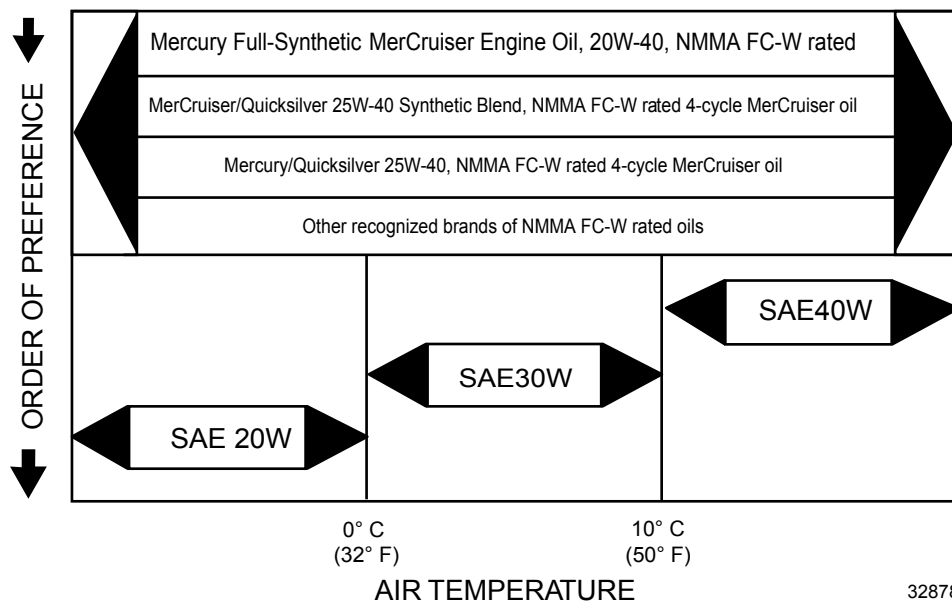 Mercury Full-Synthetic MerCruiser Engine Oil, 20W-40, NMMA FC-W rated
MerCruiser/Quicksilver 25W-40 Synthetic Blend, NMMA FC-W rated 4-cycle MerCruiser oil
Mercury/Quicksilver 25W-40, NMMA FC-W rated 4-cycle MerCruiser oil
Other recognized brands of NMMA FC-W rated oils
ORDER OF PREFERENCE
SAE40W
SAE30W
SAE 20W
0° C
(32° F)
10° C
(50° F)
AIR TEMPERATURE
32878